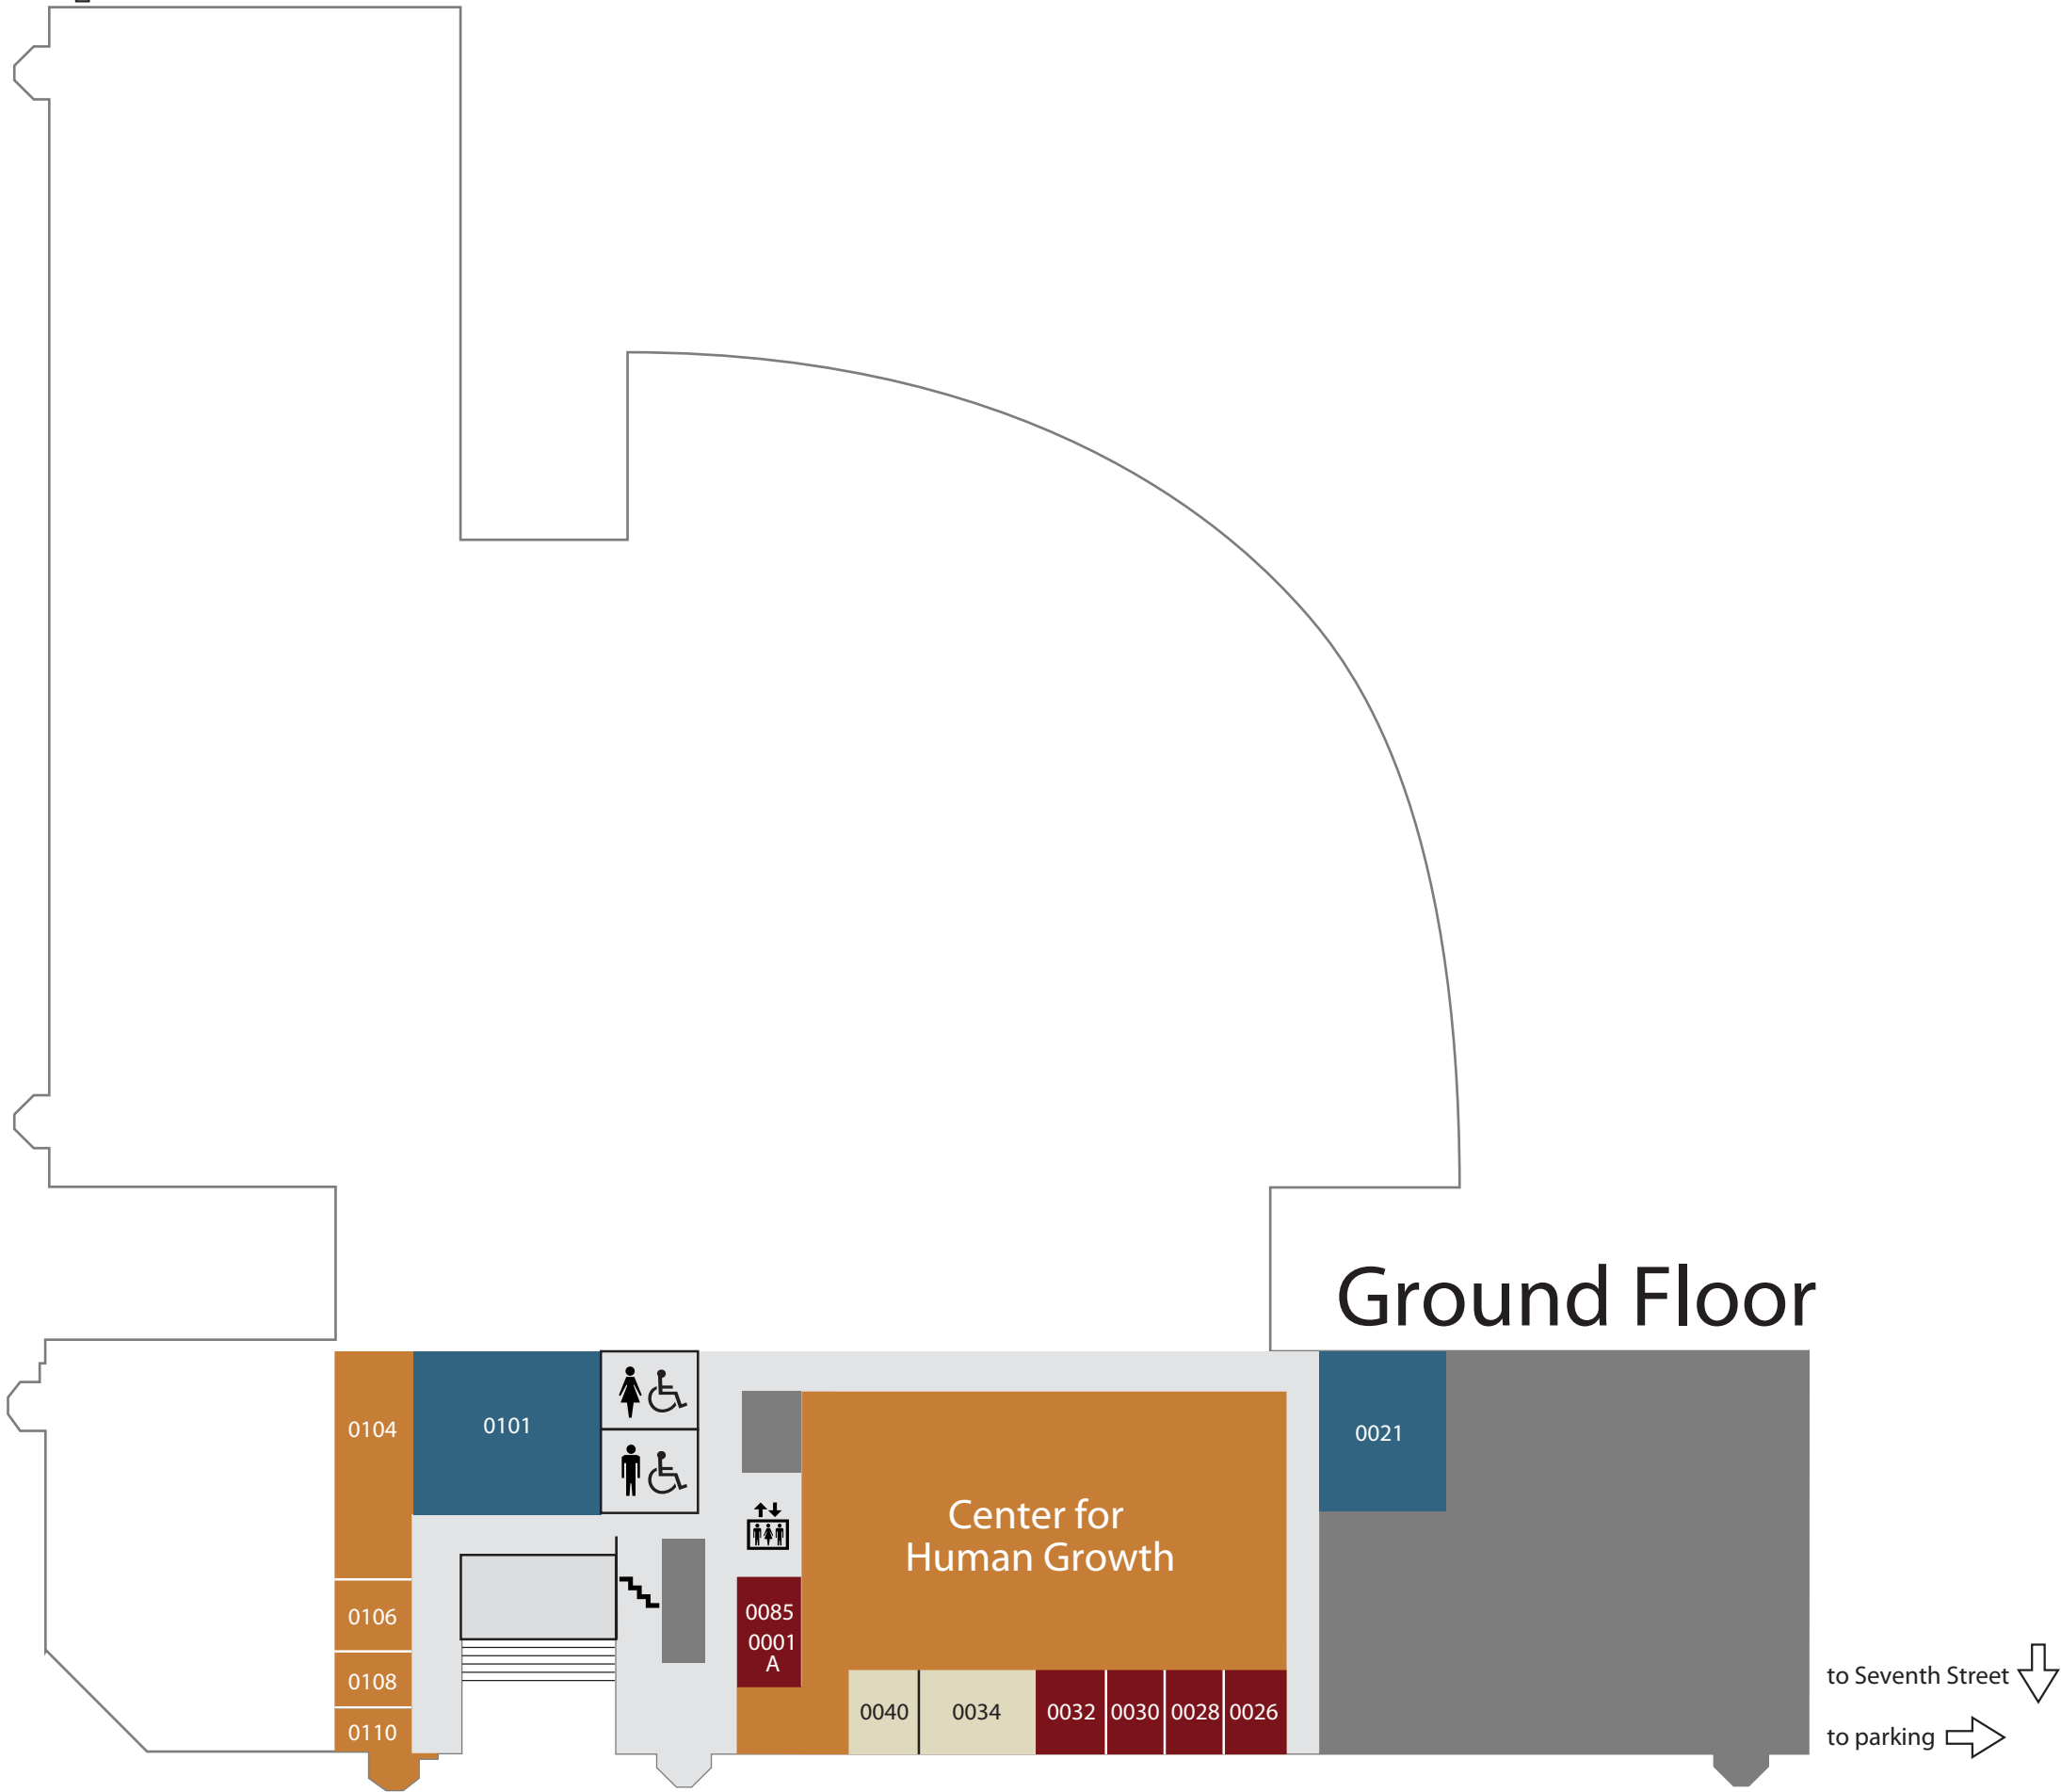 Ground Floor
0104
0101
0021
Center for
Human Growth
0106
0085
0001
A
0108
0110
0040
0034
0032
0030
0028
0026
to Seventh Street
to parking